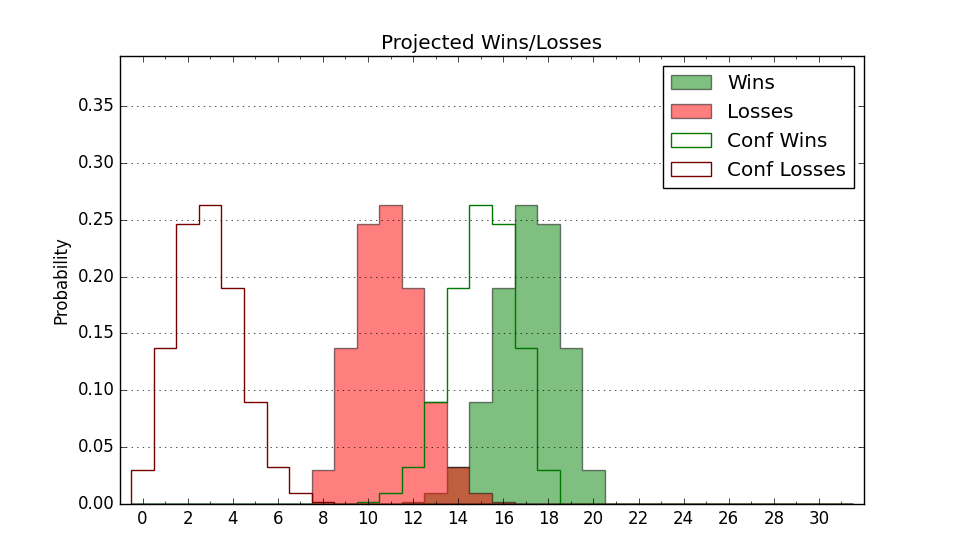 Projected Wins/Losses
Wins
Losses
Conf Wins
Conf Losses
Probability
0.35
0.30
0.25
0.20
0.15
0.10
0.05
0.00
0 2 4 6 8 10 12 14 16 18 20 22 24 26 28 30